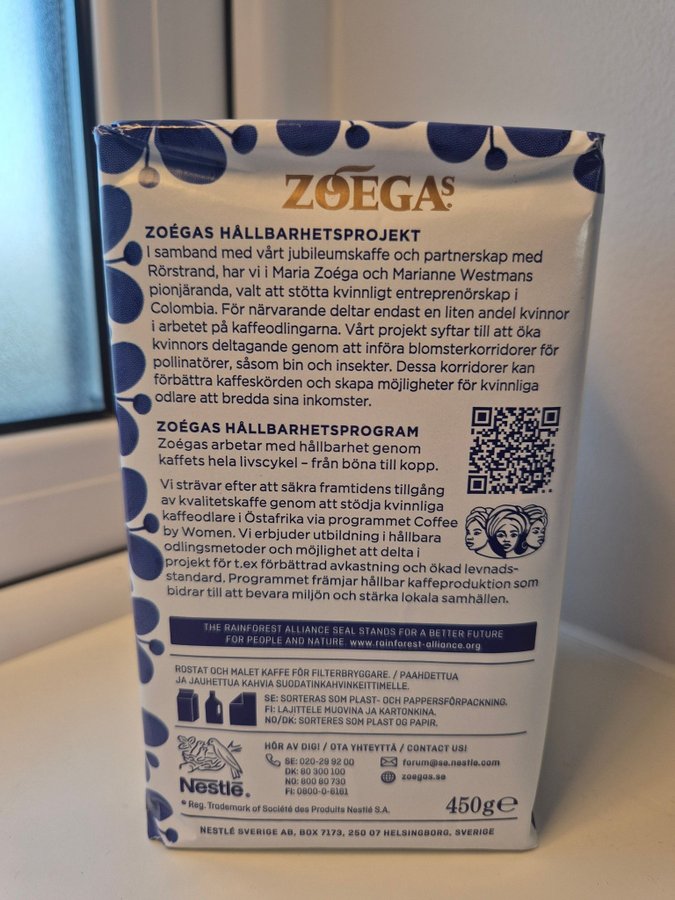 ZOÉGAS
ZOÉGAS HÅLLBARHETSPROJEKT
I samband med vårt jubileumskaffe och partnerskap med
Rörstrand, har vi i Maria Zoéga och Marianne Westmans
pionjäranda, valt att stötta kvinnligt entreprenörskap i
Colombia. För närvarande deltar endast en liten andel kvinnor
i arbetet på kaffeodlingarna. Vårt projekt syftar till att öka
kvinnors deltagande genom att införa blomsterkorridorer för
pollinatörer, såsom bin och insekter. Dessa korridorer kan
förbättra kaffeskörden och skapa möjligheter för kvinnliga
odlare att bredda sina inkomster.
ZOÉGAS HÅLLBARHETSPROGRAM
Zoégas arbetar med hållbarhet genom
kaffets hela livscykel – från böna till kopp.
Vi strävar efter att säkra framtidens tillgång
av kvalitetskaffe genom att stödja kvinnliga
kaffeodlare i Östafrika via programmet Coffee
by Women. Vi erbjuder utbildning i hållbara
odlingsmetoder och möjlighet att delta i
projekt för t.ex förbättrad avkastning och ökad levnads-
standard. Programmet främjar hållbar kaffeproduktion som
bidrar till att bevara miljön och stärka lokala samhällen.
THE RAINFOREST ALLIANCE SEAL STANDS FOR A BETTER FUTURE
FOR PEOPLE AND NATURE. www.rainforest-alliance.org
ROSTAT OCH MALET KAFFE FÖR FILTERBRYGGARE. / PAAHDETTUA
JA JAUHETTUA KAHVIA SUODATINKAHVINKEITTIMELLE.
SE: SORTERAS SOM PLAST- OCH PAPPERSFÖRPACKNING.
FI: LAJITTELE MUOVINA JA KARTONKINA.
NO/DK: SORTERES SOM PLAST OG PAPIR.
HÖR AV DIG! / OTA YHTEYTTÄ / CONTACT US!
SE: 020-29 92 00
DK: 80 300 100
NO: 800 80 730
FI: 0800-0-6161
forum@se.nestle.com
zoegas.se
Nestlé®
® Reg. Trademark of Société des Produits Nestlé S.A.
450g℮
NESTLÉ SVERIGE AB, BOX 7173, 250 07 HELSINGBORG, SVERIGE